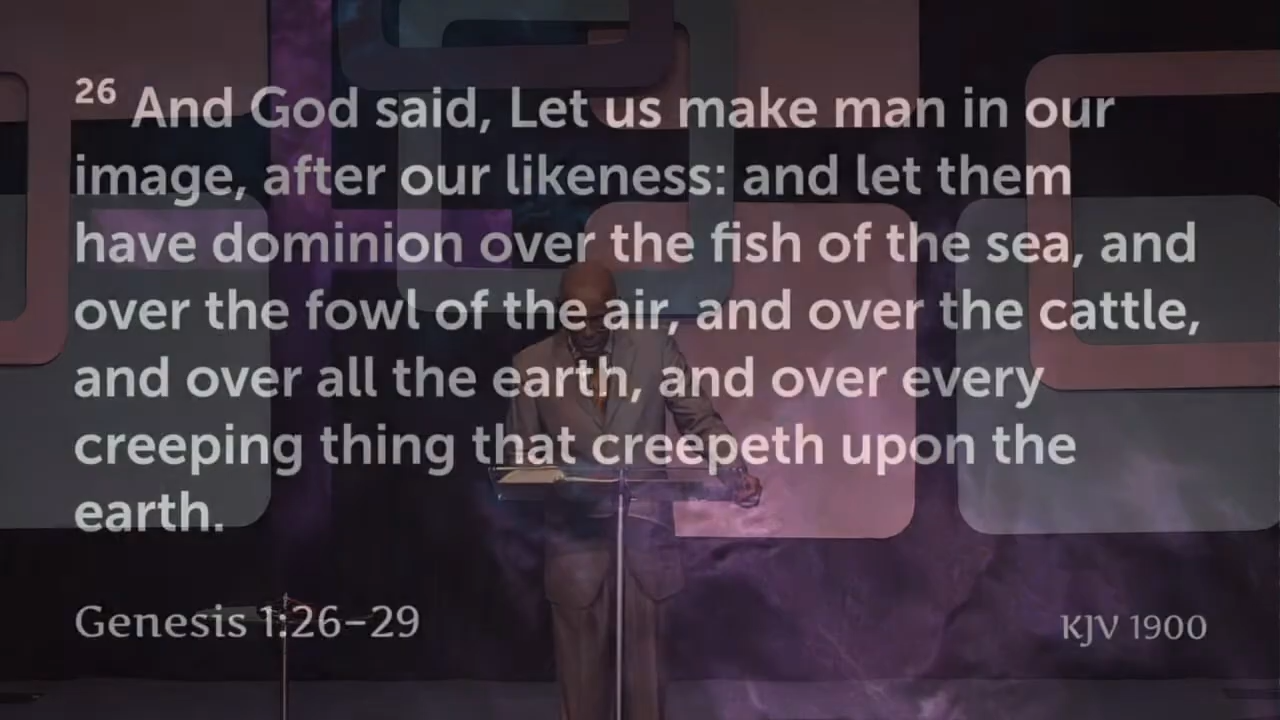 26 And God said, Let us make man in our
image, after our likeness: and let them
have dominion over the fish of the sea, and
over the fowl of the air, and over the cattle,
and over all the earth, and over every
creeping thing that creepeth upon the
earth.
Genesis 1:26–29
KJV 1900